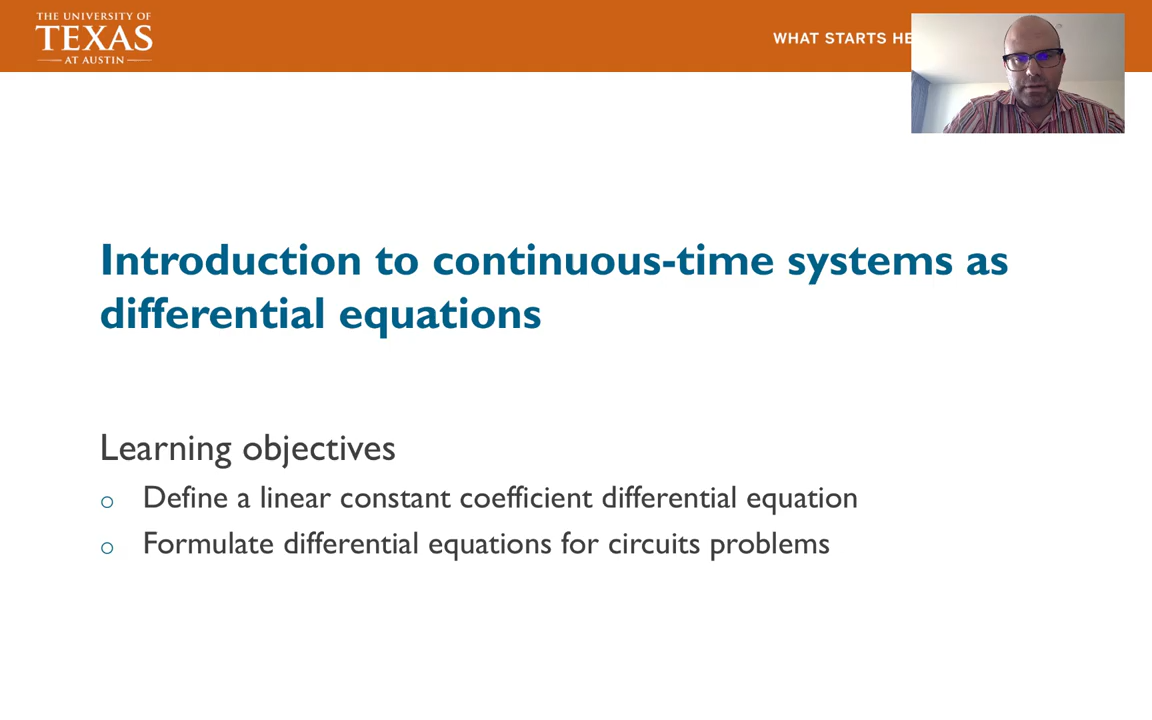 THE UNIVERSITY OF
TEXAS
AT AUSTIN
WHAT STARTS HE
Introduction to continuous-time systems as
differential equations
Learning objectives
o Define a linear constant coefficient differential equation
o Formulate differential equations for circuits problems